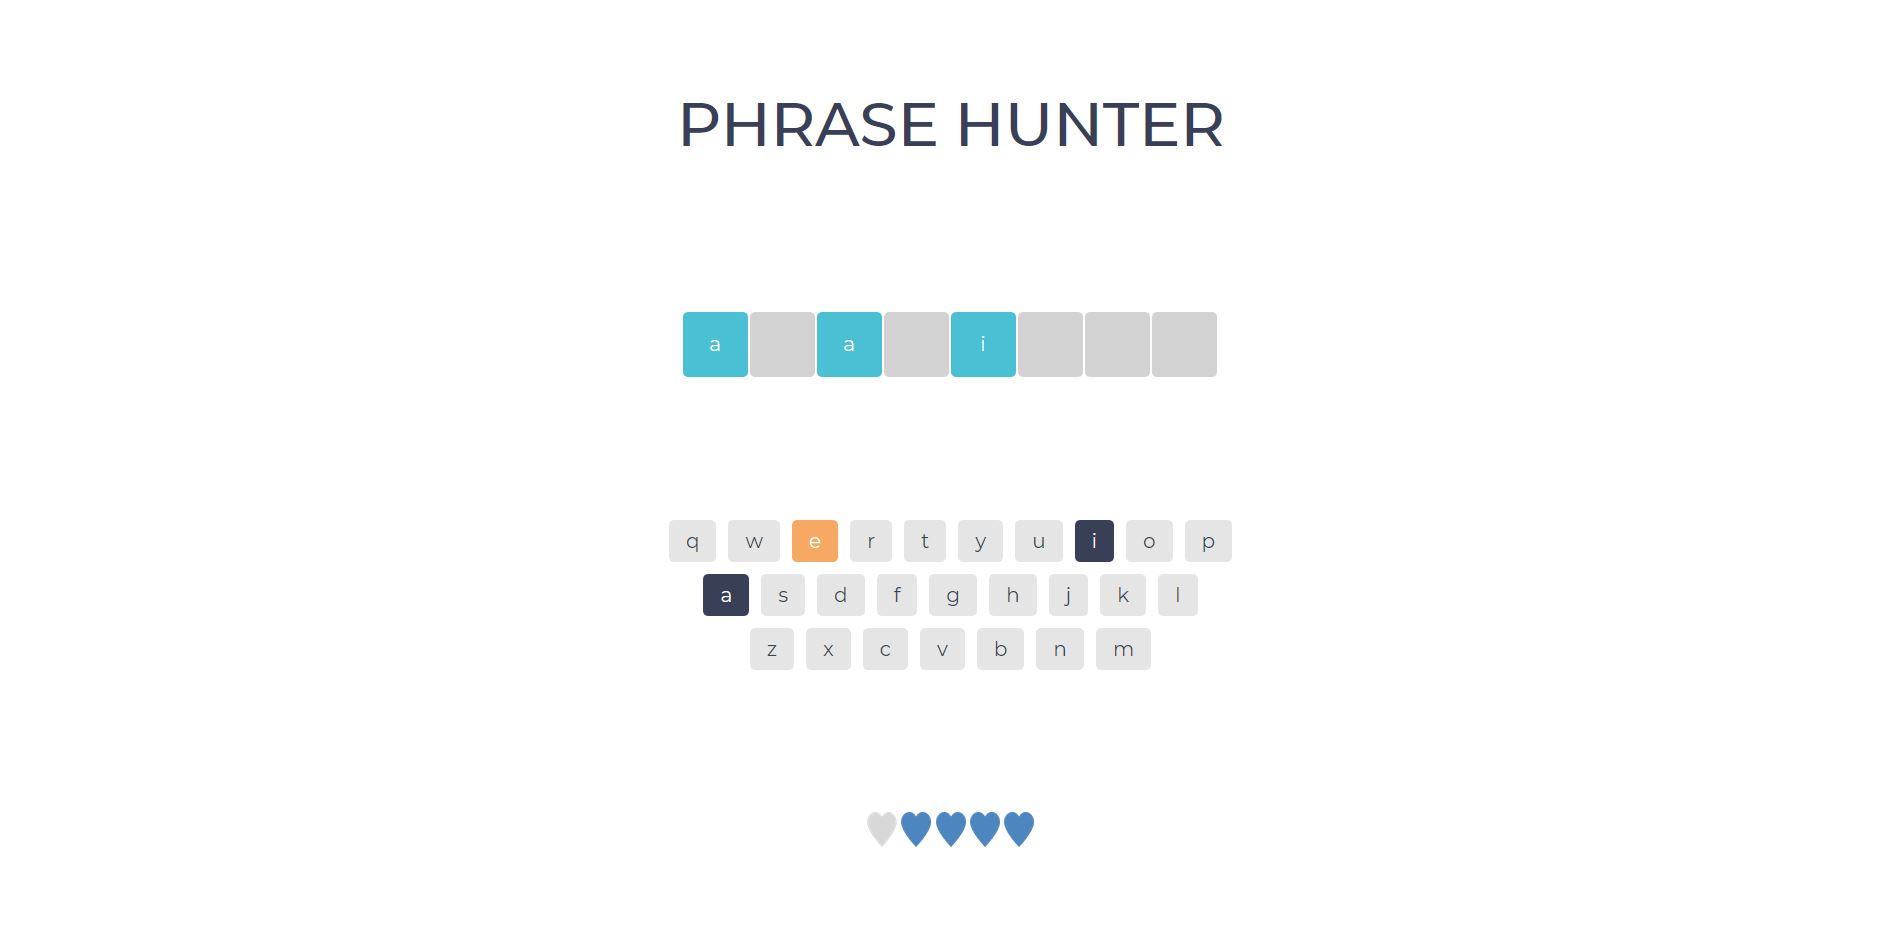 PHRASE HUNTER
a a i
q w e r t y u i o p
a s d f g h j k l
z x c v b n m